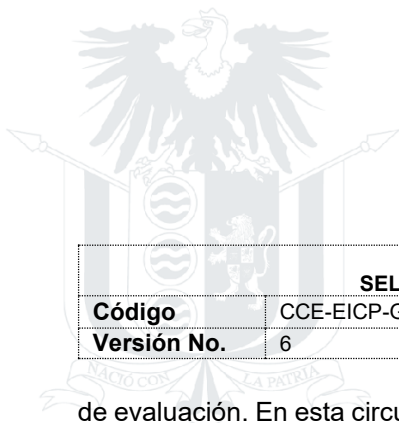 SEL
Código CCE-EICP-G
Versión No. 6
NACIÓ CON LA PATRIA
de evaluación. En esta circu